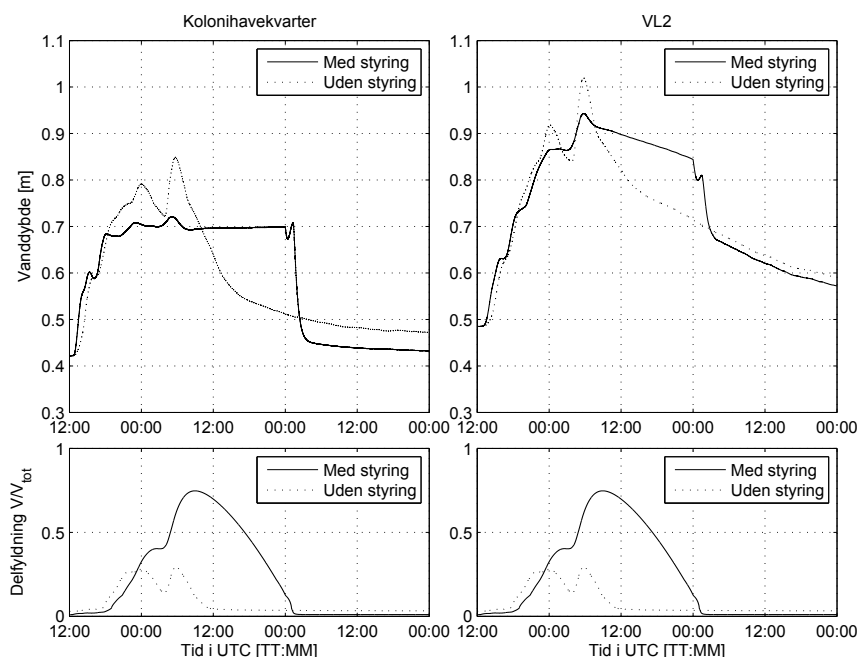 Kolonihavekvarter
VL2
Vanddybde [m]
1.1
1
0.9
0.8
0.7
0.6
0.5
0.4
0.3
Med styring
Uden styring
12:00 00:00 12:00 00:00 12:00 00:00
1.1
1
0.9
0.8
0.7
0.6
0.5
0.4
0.3
Med styring
Uden styring
12:00 00:00 12:00 00:00 12:00 00:00
Delfyldning V/Vtot
1
0.5
0
Med styring
Uden styring
12:00 00:00 12:00 00:00 12:00 00:00
Tid i UTC [TT:MM]
1
0.5
0
Med styring
Uden styring
12:00 00:00 12:00 00:00 12:00 00:00
Tid i UTC [TT:MM]